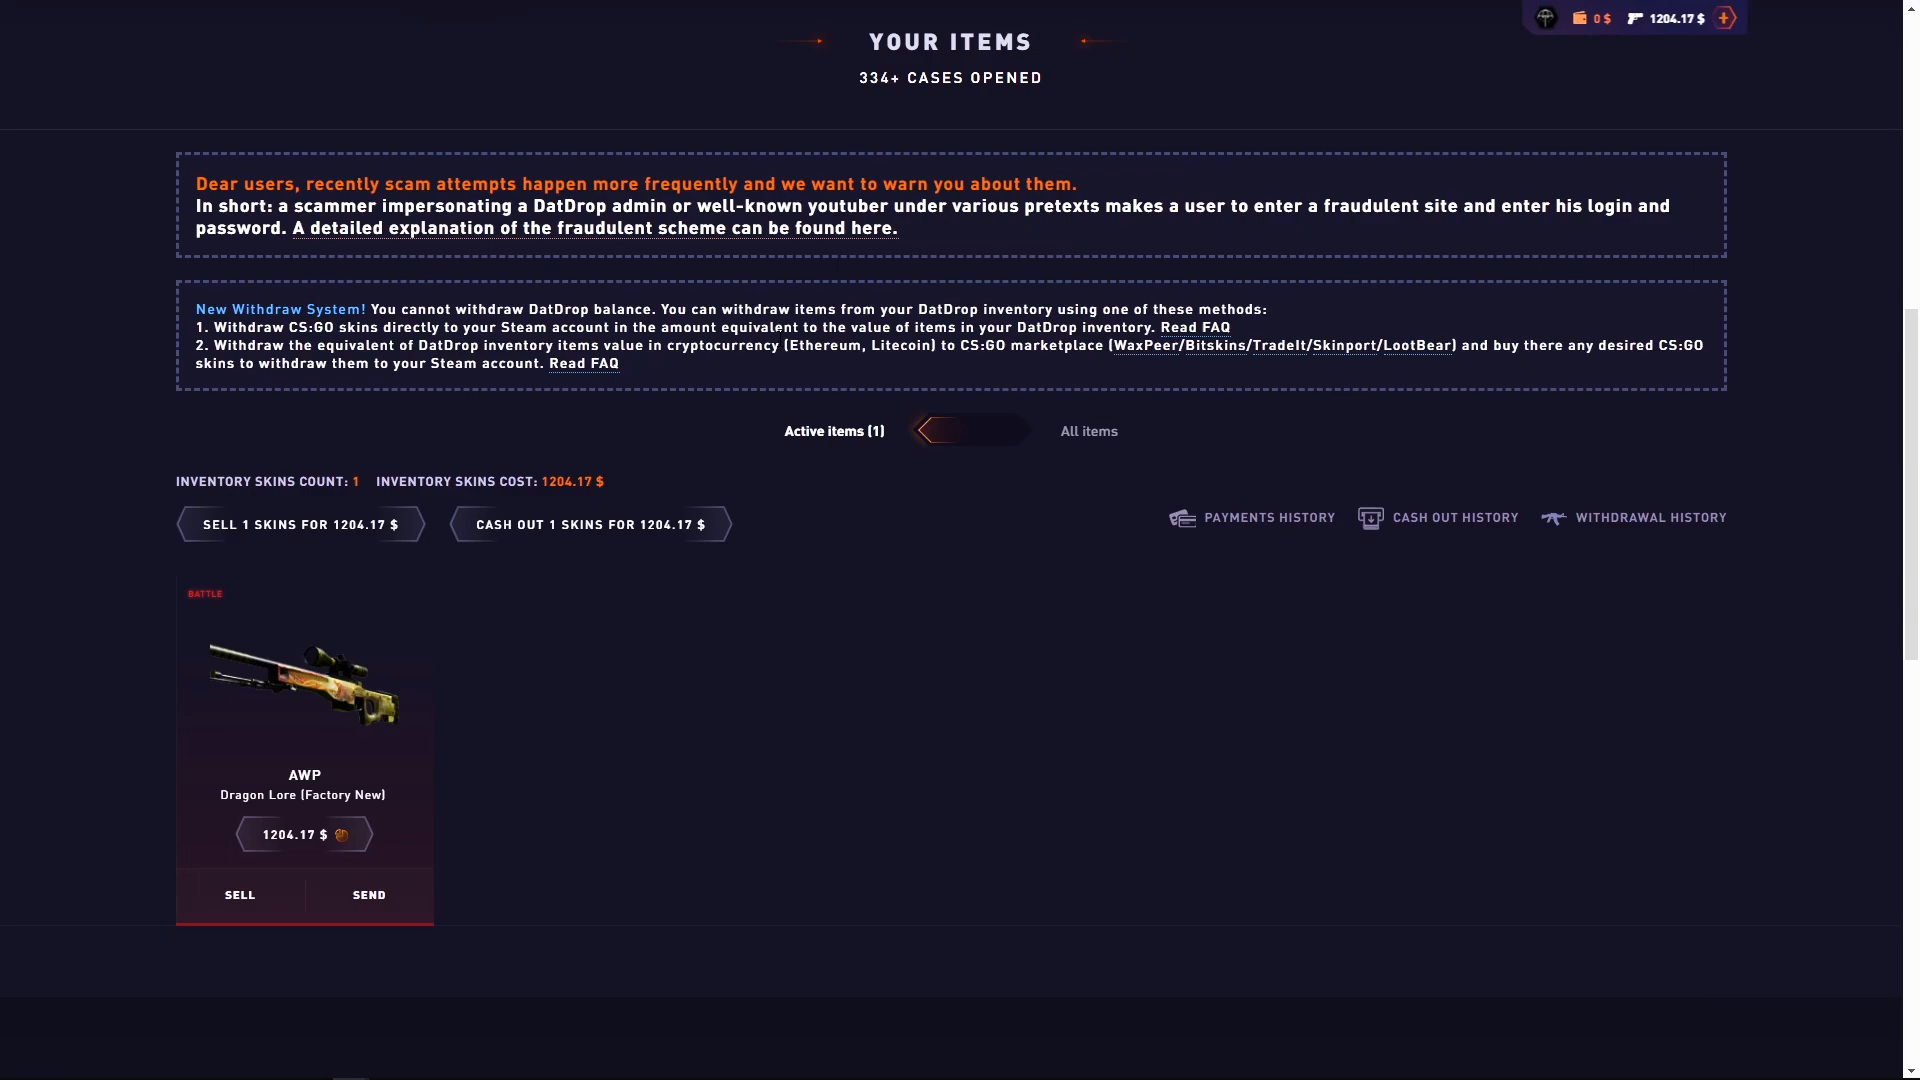 0 $ 1204.17 $
YOUR ITEMS
334+ CASES OPENED
Dear users, recently scam attempts happen more frequently and we want to warn you about them.
In short: a scammer impersonating a DatDrop admin or well-known youtuber under various pretexts makes a user to enter a fraudulent site and enter his login and
password. A detailed explanation of the fraudulent scheme can be found here.
New Withdraw System! You cannot withdraw DatDrop balance. You can withdraw items from your DatDrop inventory using one of these methods:
1. Withdraw CS:GO skins directly to your Steam account in the amount equivalent to the value of items in your DatDrop inventory. Read FAQ
2. Withdraw the equivalent of DatDrop inventory items value in cryptocurrency (Ethereum, Litecoin) to CS:GO marketplace (WaxPeer/Bitskins/TradeIt/Skinport/LootBear) and buy there any desired CS:GO
skins to withdraw them to your Steam account. Read FAQ
Active items (1) All items
INVENTORY SKINS COUNT: 1 INVENTORY SKINS COST: 1204.17 $
SELL 1 SKINS FOR 1204.17 $ CASH OUT 1 SKINS FOR 1204.17 $ PAYMENTS HISTORY CASH OUT HISTORY WITHDRAWAL HISTORY
BATTLE
AWP
Dragon Lore (Factory New)
1204.17 $
SELL SEND